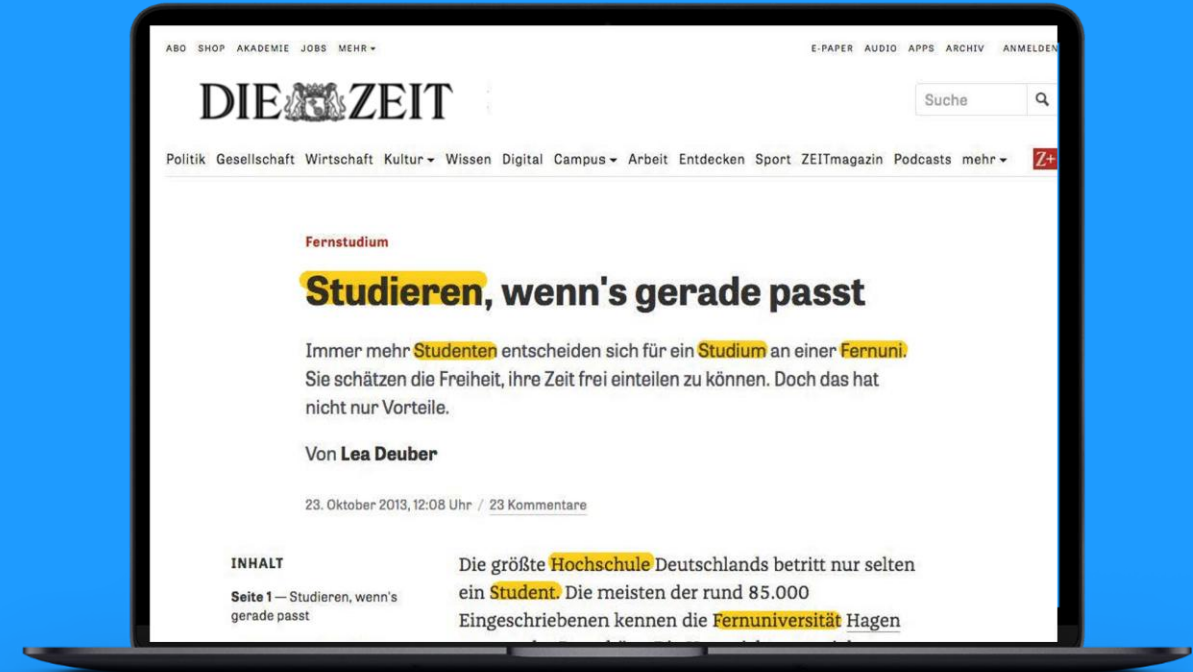 ABO SHOP AKADEMIE JOBS MEHR
E-PAPER AUDIO APPS ARCHIV ANMELDEN
DIE ZEIT
Suche
Politik Gesellschaft Wirtschaft Kultur Wissen Digital Campus Arbeit Entdecken Sport ZEITmagazin Podcasts mehr Z+
Fernstudium
Studieren, wenn's gerade passt
Immer mehr Studenten entscheiden sich für ein Studium an einer Fernuni.
Sie schätzen die Freiheit, ihre Zeit frei einteilen zu können. Doch das hat
nicht nur Vorteile.
Von Lea Deuber
23. Oktober 2013, 12:08 Uhr / 23 Kommentare
INHALT
Seite 1 — Studieren, wenn's
gerade passt
Die größte Hochschule Deutschlands betritt nur selten
ein Student. Die meisten der rund 85.000
Eingeschriebenen kennen die Fernuniversität Hagen